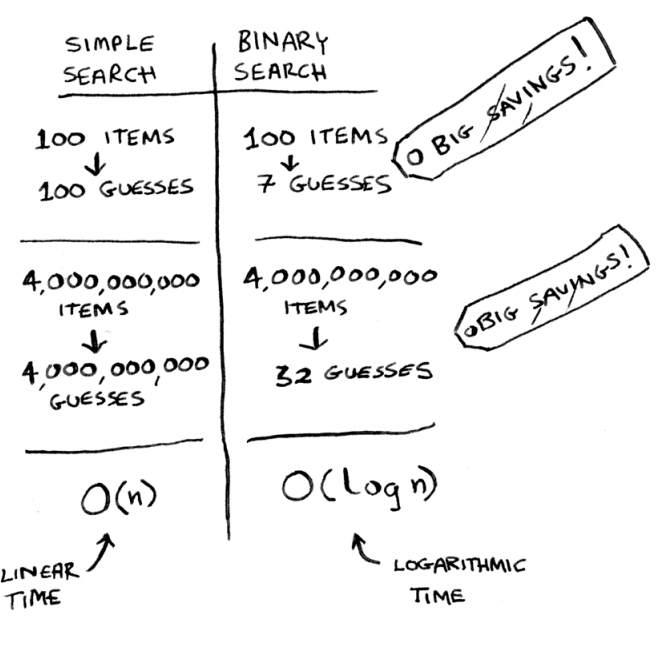 SIMPLE
SEARCH
BINARY
SEARCH
100 ITEMS
100 GUESSES
100 ITEMS
7 GUESSES
BIG SAVINGS!
4,000,000,000
ITEMS
4,000,000,000
GUESSES
4,000,000,000
ITEMS
32 GUESSES
BIG SAVINGS!
O(n)
O(log n)
LINEAR
TIME
LOGARITHMIC
TIME